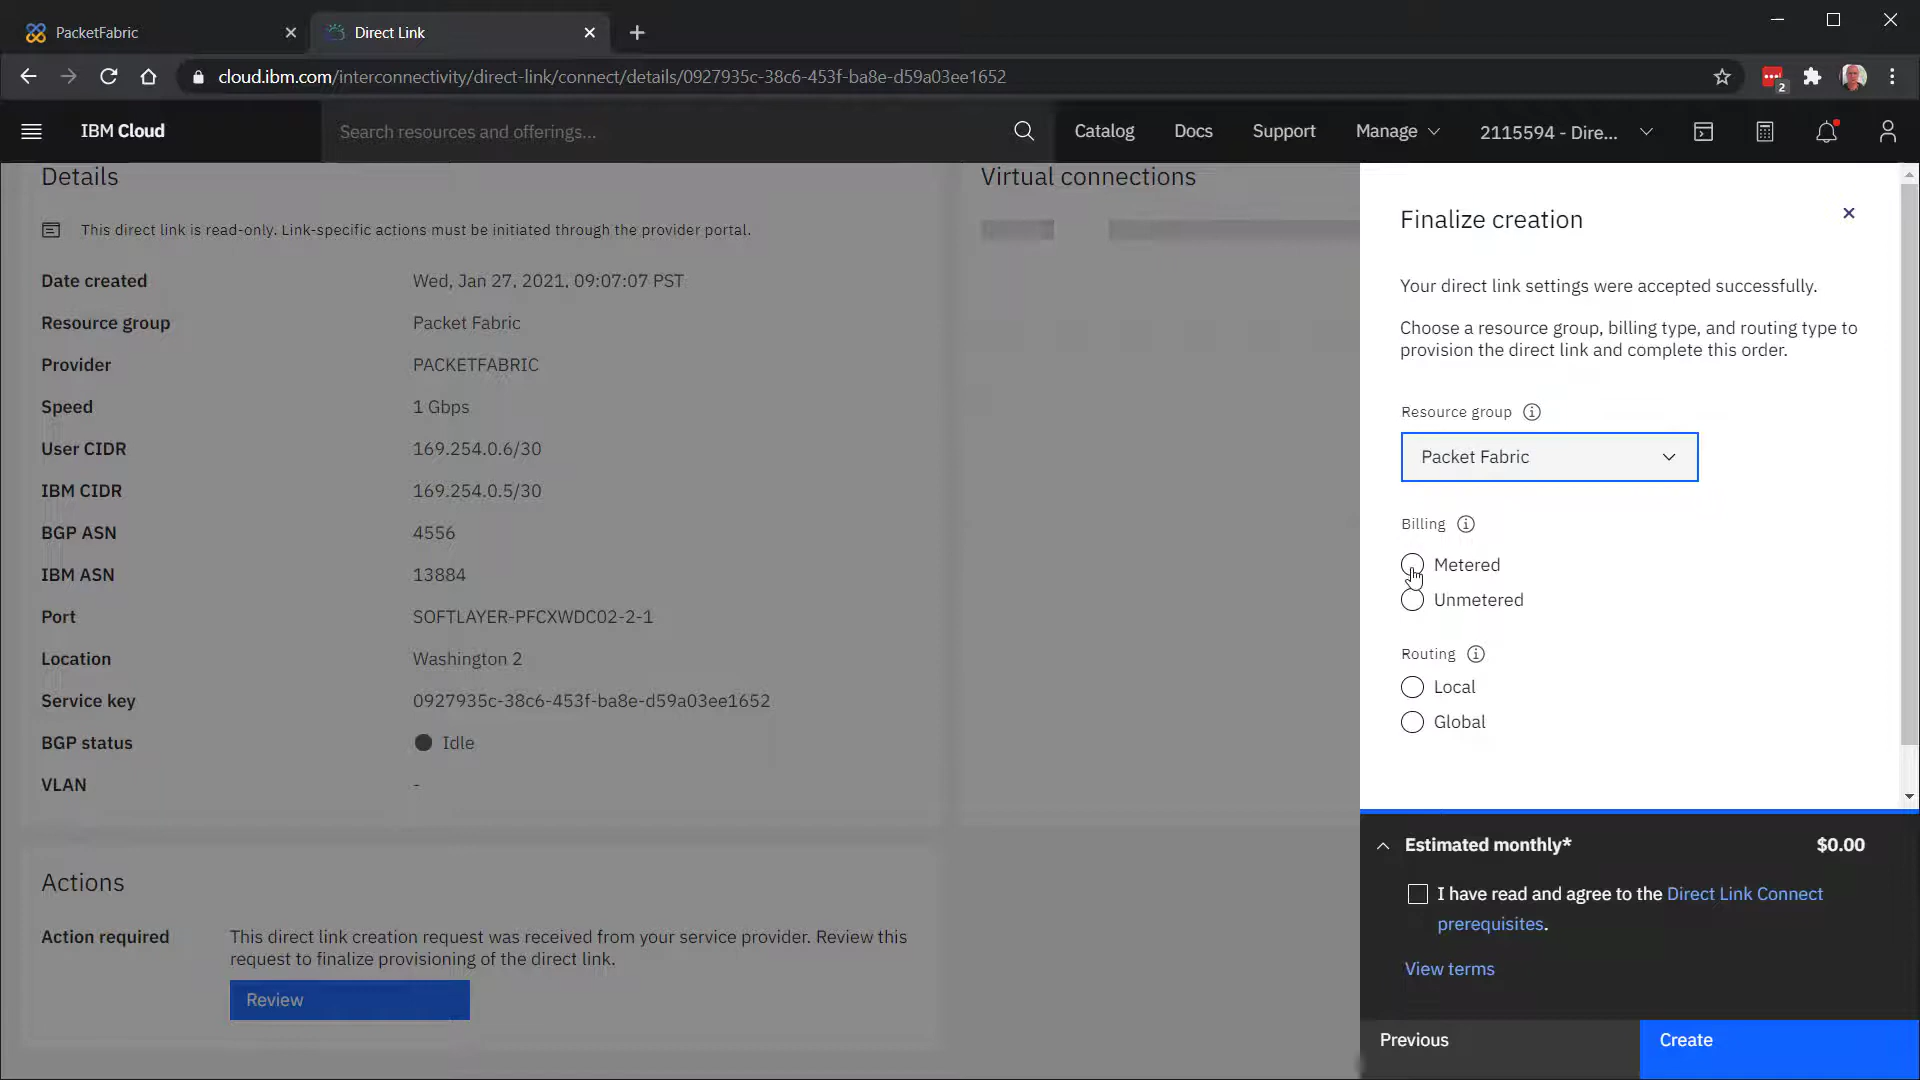 PacketFabric
Direct Link
cloud.ibm.com/interconnectivity/direct-link/connect/details/0927935c-38c6-453f-ba8e-d59a03ee1652
2
IBM Cloud
Search resources and offerings...
Catalog
Docs
Support
Manage
2115594 - Dire...
Details
This direct link is read-only. Link-specific actions must be initiated through the provider portal.
Date created Wed, Jan 27, 2021, 09:07:07 PST
Resource group Packet Fabric
Provider PACKETFABRIC
Speed 1 Gbps
User CIDR 169.254.0.6/30
IBM CIDR 169.254.0.5/30
BGP ASN 4556
IBM ASN 13884
Port SOFTLAYER-PFCXWDC02-2-1
Location Washington 2
Service key 0927935c-38c6-453f-ba8e-d59a03ee1652
BGP status Idle
VLAN -
Actions
Action required This direct link creation request was received from your service provider. Review this
request to finalize provisioning of the direct link.
Review
Virtual connections
Finalize creation
Your direct link settings were accepted successfully.
Choose a resource group, billing type, and routing type to
provision the direct link and complete this order.
Resource group
Packet Fabric
Billing
Metered
Unmetered
Routing
Local
Global
Estimated monthly* $0.00
I have read and agree to the Direct Link Connect
prerequisites.
View terms
Previous
Create